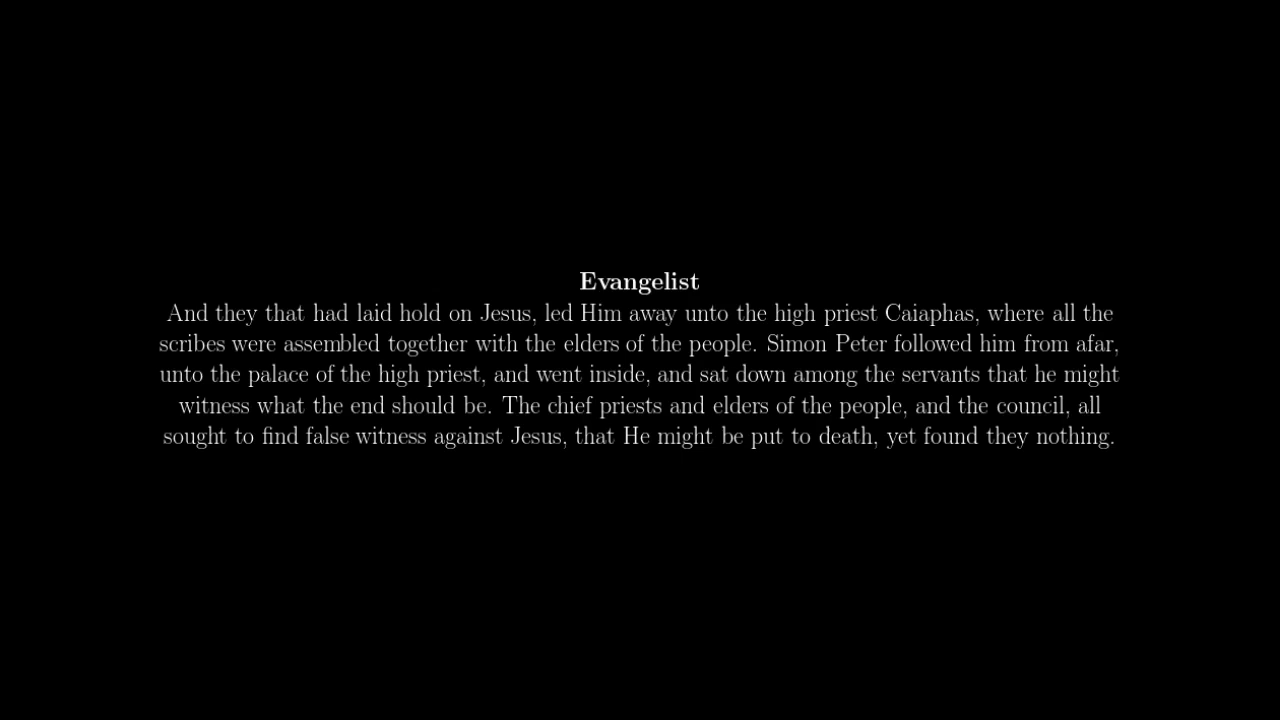 Evangelist
And they that had laid hold on Jesus, led Him away unto the high priest Caiaphas, where all the
scribes were assembled together with the elders of the people. Simon Peter followed him from afar,
unto the palace of the high priest, and went inside, and sat down among the servants that he might
witness what the end should be. The chief priests and elders of the people, and the council, all
sought to find false witness against Jesus, that He might be put to death, yet found they nothing.